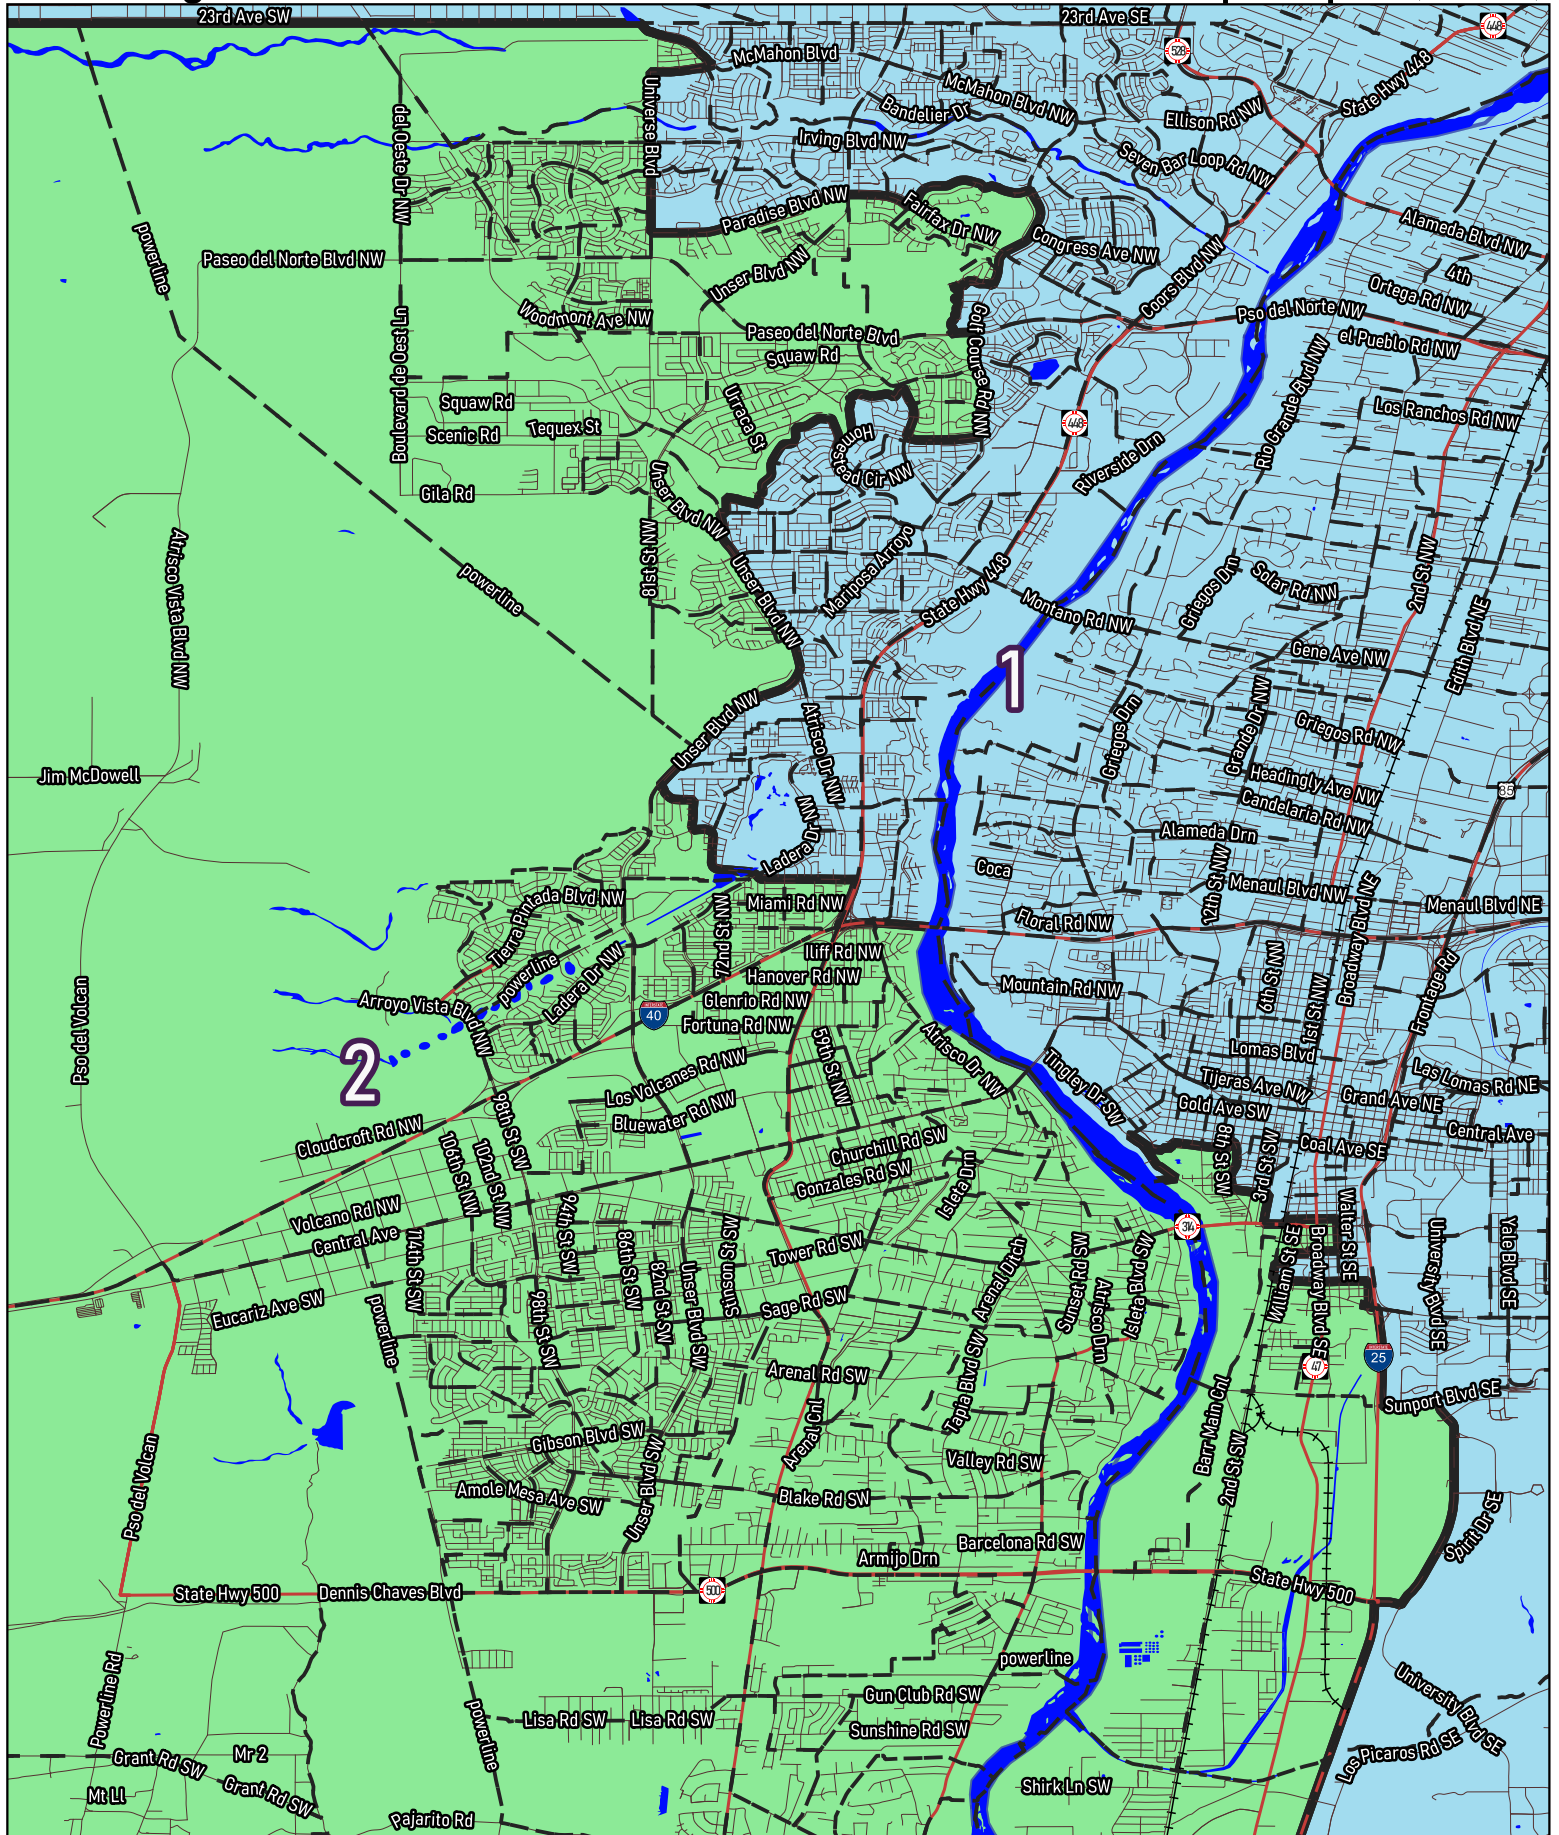 23rd Ave SW
23rd Ave SE
448
528
McMahon Blvd
McMahon Blvd NW
State Hwy 448
Bandelier Dr
Ellison Rd NW
Universe Blvd
del Oeste Dr NW
Irving Blvd NW
Seven Bar Loop Rd NW
Paradise Blvd NW
Fairfax Dr NW
Alameda Blvd NW
powerline
Congress Ave NW
Paseo del Norte Blvd NW
Unser Blvd NW
Coors Blvd NW
4th
Ortega Rd NW
Woodmont Ave NW
Pso del Norte NW
Paseo del Norte Blvd
Golf Course Rd NW
el Pueblo Rd NW
Boulevard de Oest Ln
Squaw Rd
Rio Grande Blvd NW
Squaw Rd
Urraca St
448
Los Ranchos Rd NW
Scenic Rd
Tequex St
Homestead Cir NW
Riverside Drn
Gila Rd
Unser Blvd NW
81st St NW
Atrisco Vista Blvd NW
powerline
Unser Blvd NW
Mariposa Arroyo
State Hwy 448
Montano Rd NW
Griegos Drn
Solar Rd NW
2nd St NW
Edith Blvd NE
Gene Ave NW
1
Unser Blvd NW
Atrisco Dr NW
Griegos Drn
Grande Dr NW
Griegos Rd NW
Jim McDowell
Headingly Ave NW
85
Candelaria Rd NW
Ladera Dr NW
Alameda Drn
Coca
12th St NW
Menaul Blvd NW
Tierra Pintada Blvd NW
72nd St NW
Miami Rd NW
Floral Rd NW
Broadway Blvd NE
Menaul Blvd NE
Iliff Rd NW
powerline
Ladera Dr NW
Hanover Rd NW
Mountain Rd NW
6th St NW
1st St NW
Frontage Rd
Pso del Volcan
Arroyo Vista Blvd NW
40
Glenrio Rd NW
Fortuna Rd NW
59th St NW
Atrisco Dr NW
Lomas Blvd
2
Los Volcanes Rd NW
Tingley Dr SW
Tijeras Ave NW
Las Lomas Rd NE
Grand Ave NE
Bluewater Rd NW
Gold Ave SW
Cloudcroft Rd NW
98th St SW
106th St NW
102nd St NW
Churchill Rd SW
8th St SW
3rd St SW
Coal Ave SE
Central Ave
Gonzales Rd SW
Isleta Drn
Volcano Rd NW
Central Ave
94th St SW
314
Walter St SE
114th St SW
86th St SW
82nd St SW
Unser Blvd SW
Simons St SW
Tower Rd SW
Arenal Ditch
Sunset Rd SW
Isleta Blvd SW
William St SE
Broadway Blvd SE
University Blvd SE
Yale Blvd SE
Eucariz Ave SW
powerline
98th St SW
Sage Rd SW
Atrisco Drn
Arenal Rd SW
Tapia Blvd SW
47
25
Sunport Blvd SE
Arenal Cnl
Barr Main Cnl
Gibson Blvd SW
Pso del Volcan
Valley Rd SW
2nd St SW
Amole Mesa Ave SW
Unser Blvd SW
Blake Rd SW
Barcelona Rd SW
Spirit Dr SE
Armijo Drn
State Hwy 500
Dennis Chaves Blvd
500
State Hwy 500
Powerline Rd
powerline
powerline
Gun Club Rd SW
University Blvd SE
Lisa Rd SW
Lisa Rd SW
Sunshine Rd SW
Grant Rd SW
Mr 2
Los Picaros Rd SE
Mt Ll
Grant Rd SW
Shirk Ln SW
Pajarito Rd